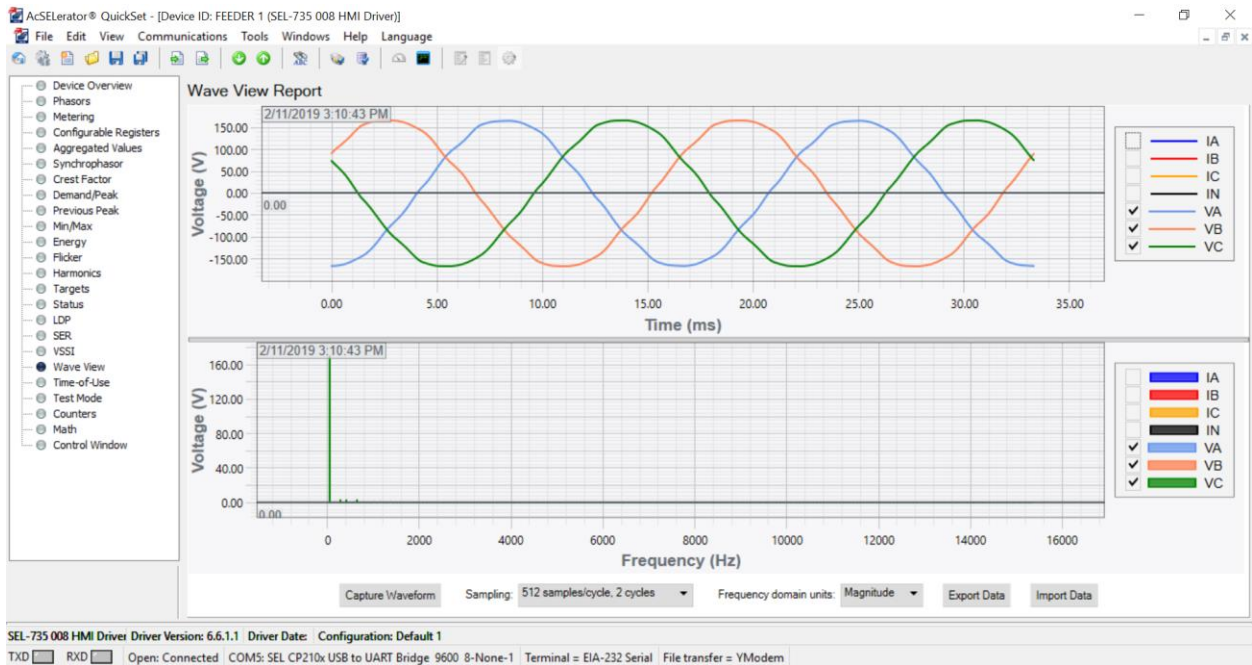 AcSELerator® QuickSet - [Device ID: FEEDER 1 (SEL-735 008 HMI Driver)]
File Edit View Communications Tools Windows Help Language
Device Overview
Phasors
Metering
Configurable Registers
Aggregated Values
Synchrophasor
Crest Factor
Demand/Peak
Previous Peak
Min/Max
Energy
Flicker
Harmonics
Targets
Status
LDP
SER
VSSI
Wave View
Time-of-Use
Test Mode
Counters
Math
Control Window
Wave View Report
2/11/2019 3:10:43 PM
150.00
100.00
50.00
0.00
-50.00
-100.00
-150.00
Voltage (V)
0.00
0.00 5.00 10.00 15.00 20.00 25.00 30.00 35.00
Time (ms)
IA
IB
IC
IN
VA
VB
VC
2/11/2019 3:10:43 PM
160.00
120.00
80.00
40.00
0.00
Voltage (V)
0.00
0 2000 4000 6000 8000 10000 12000 14000 16000
Frequency (Hz)
IA
IB
IC
IN
VA
VB
VC
Capture Waveform Sampling: 512 samples/cycle, 2 cycles Frequency domain units: Magnitude Export Data Import Data
SEL-735 008 HMI Driver Driver Version: 6.6.1.1 Driver Date: Configuration: Default 1
TXD RXD Open: Connected COM5: SEL CP210x USB to UART Bridge 9600 8-None-1 Terminal = EIA-232 Serial File transfer = YModem